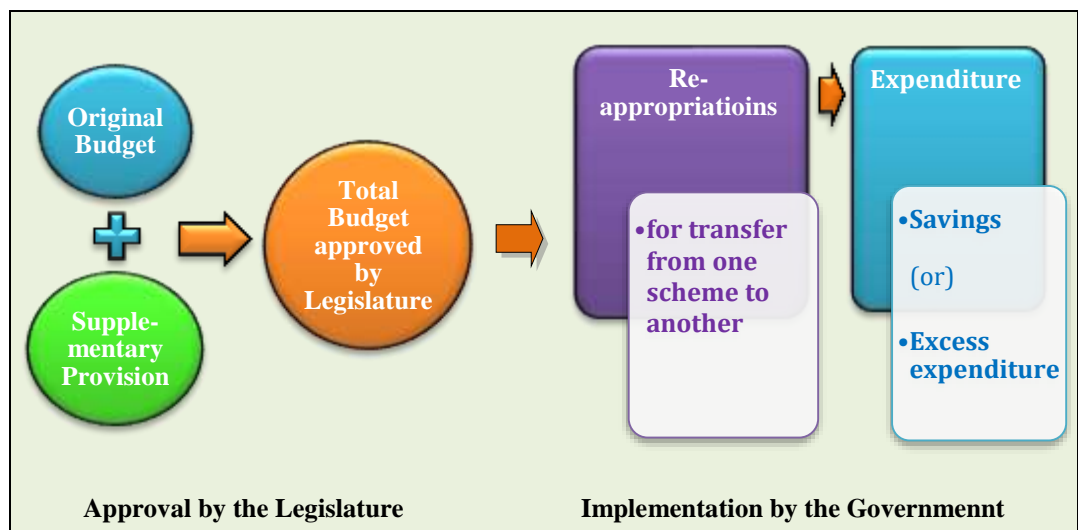 Original
Budget
Supple-
mentary
Provision
Total
Budget
approved
by
Legislature
Re-
appropriatioins
•for transfer
from one
scheme to
another
Expenditure
•Savings
(or)
•Excess
expenditure
Approval by the Legislature
Implementation by the Governmennt